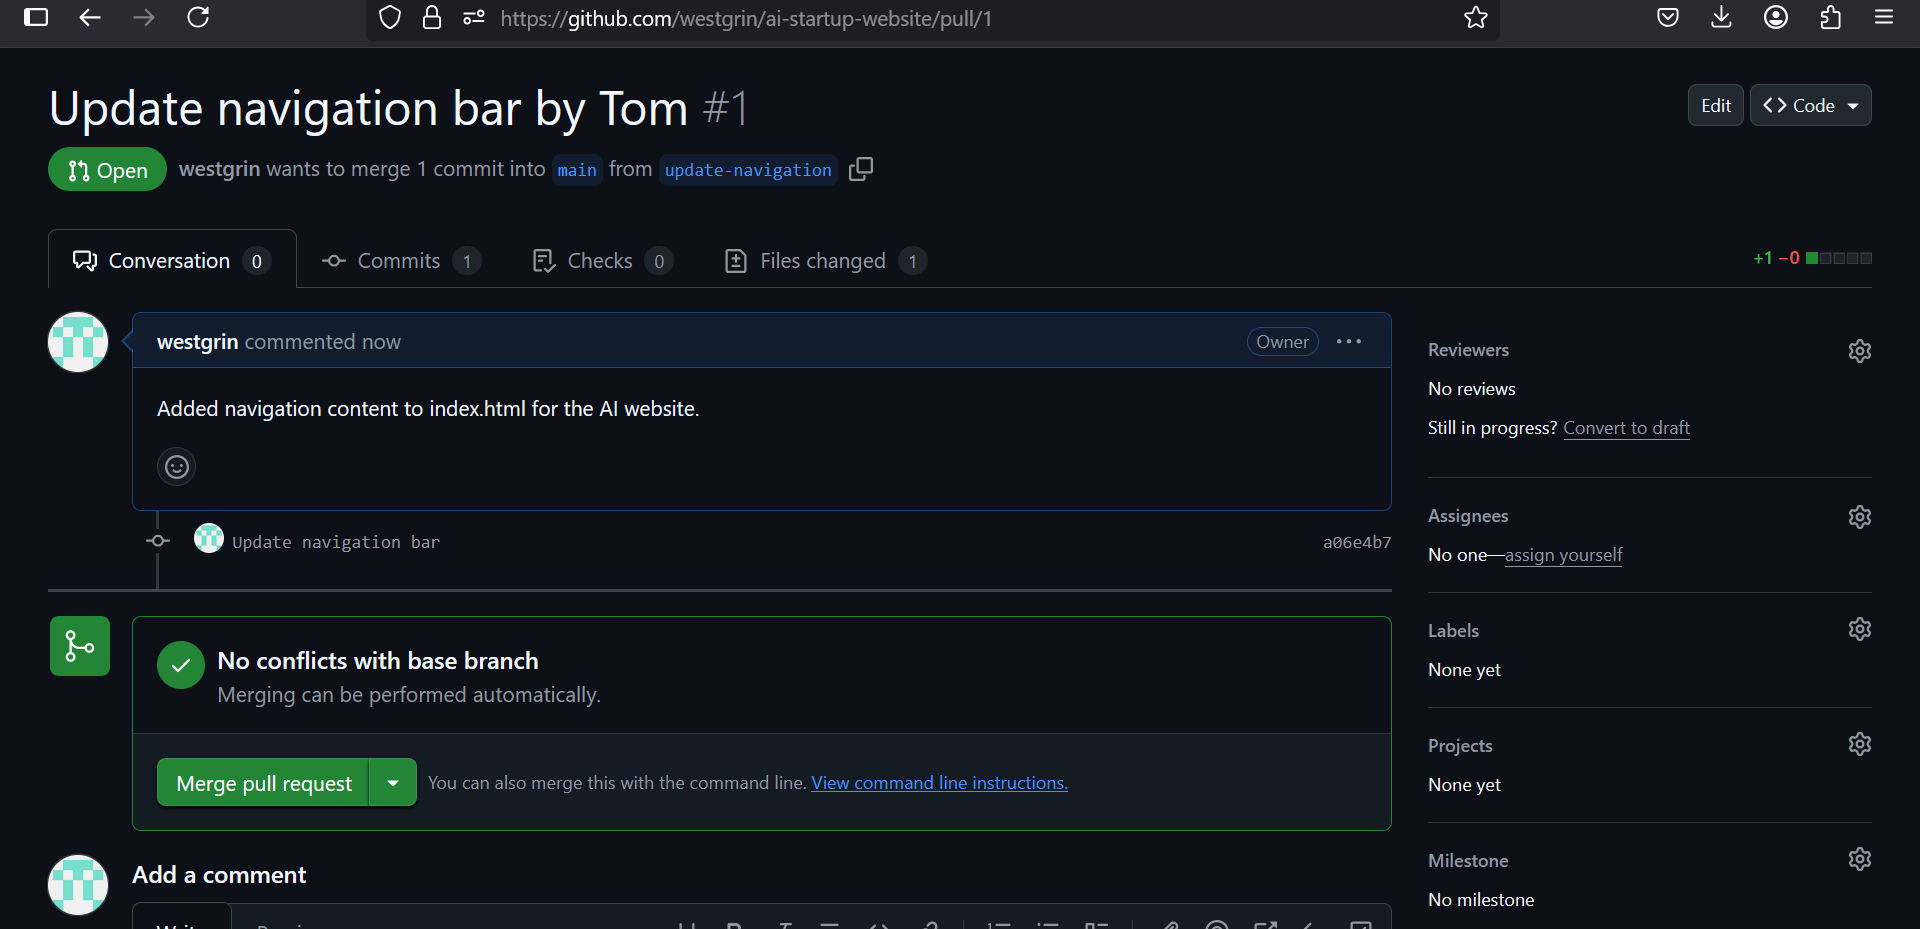 https://github.com/westgrin/ai-startup-website/pull/1
Update navigation bar by Tom #1
Edit
<> Code
Open
westgrin wants to merge 1 commit into main from update-navigation
Conversation 0
Commits 1
Checks 0
Files changed 1
+1 −0
westgrin commented now
Owner
Added navigation content to index.html for the AI website.
Update navigation bar
a06e4b7
No conflicts with base branch
Merging can be performed automatically.
Merge pull request
You can also merge this with the command line. View command line instructions.
Add a comment
Reviewers
No reviews
Still in progress? Convert to draft
Assignees
No one—assign yourself
Labels
None yet
Projects
None yet
Milestone
No milestone